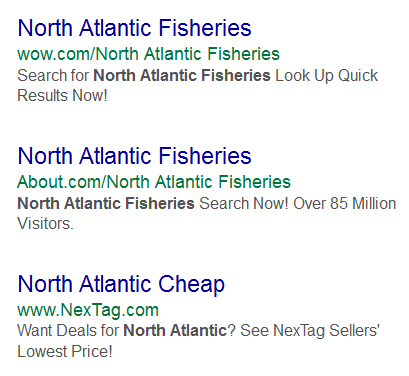 North Atlantic Fisheries
wow.com/North Atlantic Fisheries
Search for North Atlantic Fisheries Look Up Quick
Results Now!
North Atlantic Fisheries
About.com/North Atlantic Fisheries
North Atlantic Fisheries Search Now! Over 85 Million
Visitors.
North Atlantic Cheap
www.NexTag.com
Want Deals for North Atlantic? See NexTag Sellers'
Lowest Price!